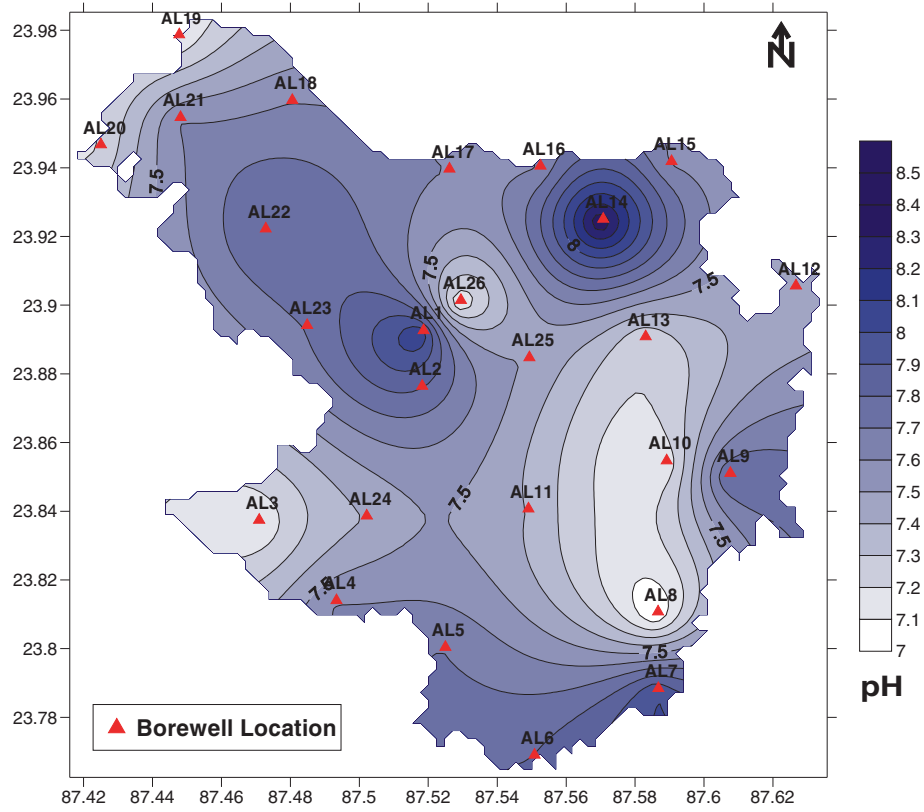 23.98
23.96
23.94
23.92
23.9
23.88
23.86
23.84
23.82
23.8
23.78
87.42
87.44
87.46
87.48
87.5
87.52
87.54
87.56
87.58
87.6
87.62
AL19
N
AL18
AL21
AL20
AL17
AL16
AL15
7.5
AL14
AL22
8
7.5
AL26
7.5
AL12
AL23
AL1
AL13
AL25
AL2
AL10
AL9
AL3
AL24
7.5
AL11
7.5
7.5
AL4
AL8
AL5
7.5
AL7
AL6
Borewell Location
8.5
8.4
8.3
8.2
8.1
8
7.9
7.8
7.7
7.6
7.5
7.4
7.3
7.2
7.1
7
pH